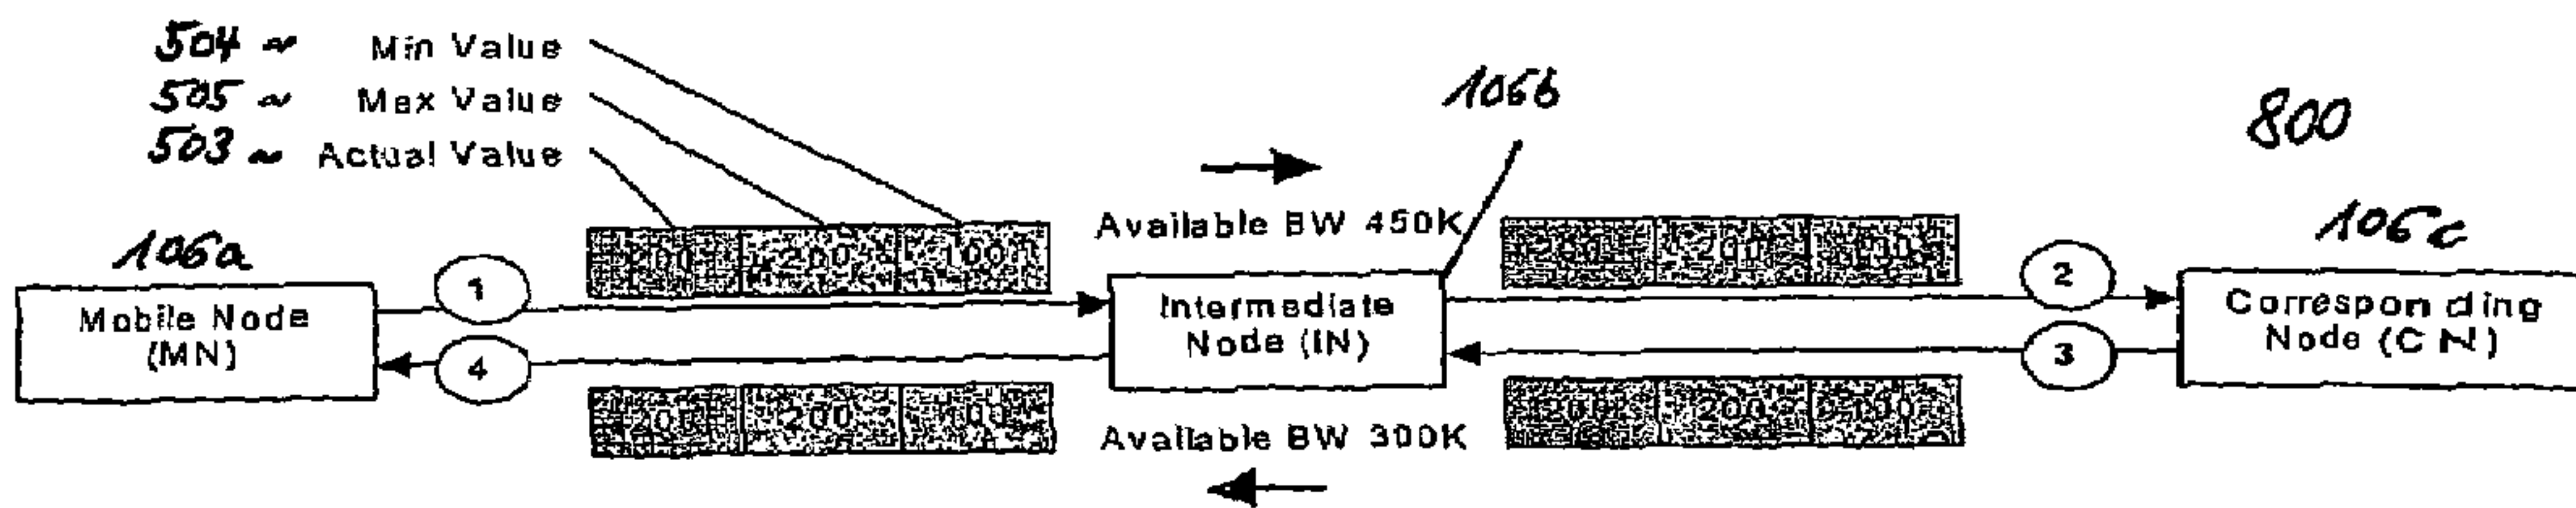 504 ~ Min Value
505 ~ Max Value
503 ~ Actual Value
106b
800
106a
106c
Available BW 450K
200 200 100
200 200 100
1
2
Mobile Node
(MN)
Intermediate
Node (IN)
Corresponding
Node (CN)
4
3
200 200 100
200 200 100
Available BW 300K